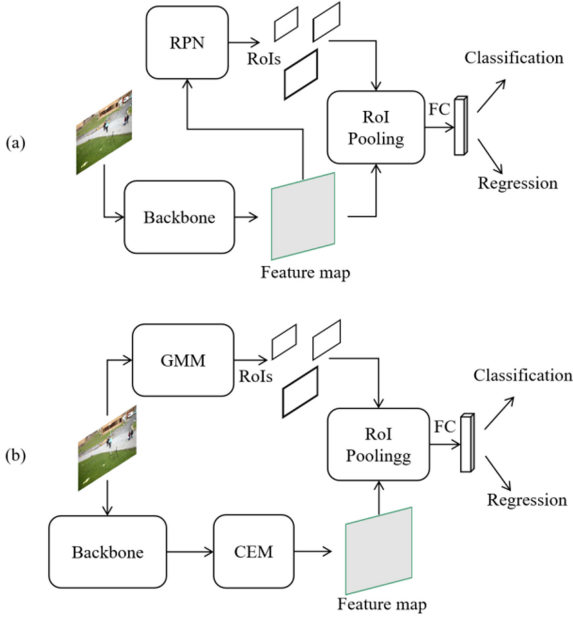 (a)
RPN
RoIs
Classification
RoI
Pooling
FC
Regression
Backbone
Feature map
(b)
GMM
RoIs
Classification
RoI
Poolingg
FC
Regression
Backbone
CEM
Feature map